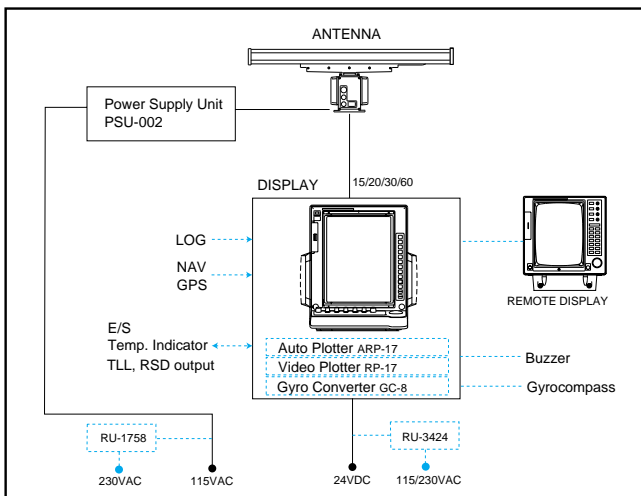 ANTENNA
Power Supply Unit
PSU-002
15/20/30/60
DISPLAY
LOG
NAV
GPS
REMOTE DISPLAY
E/S
Temp. Indicator
TLL, RSD output
Auto Plotter ARP-17
Video Plotter RP-17
Gyro Converter GC-8
Buzzer
Gyrocompass
RU-1758
RU-3424
230VAC
115VAC
24VDC
115/230VAC